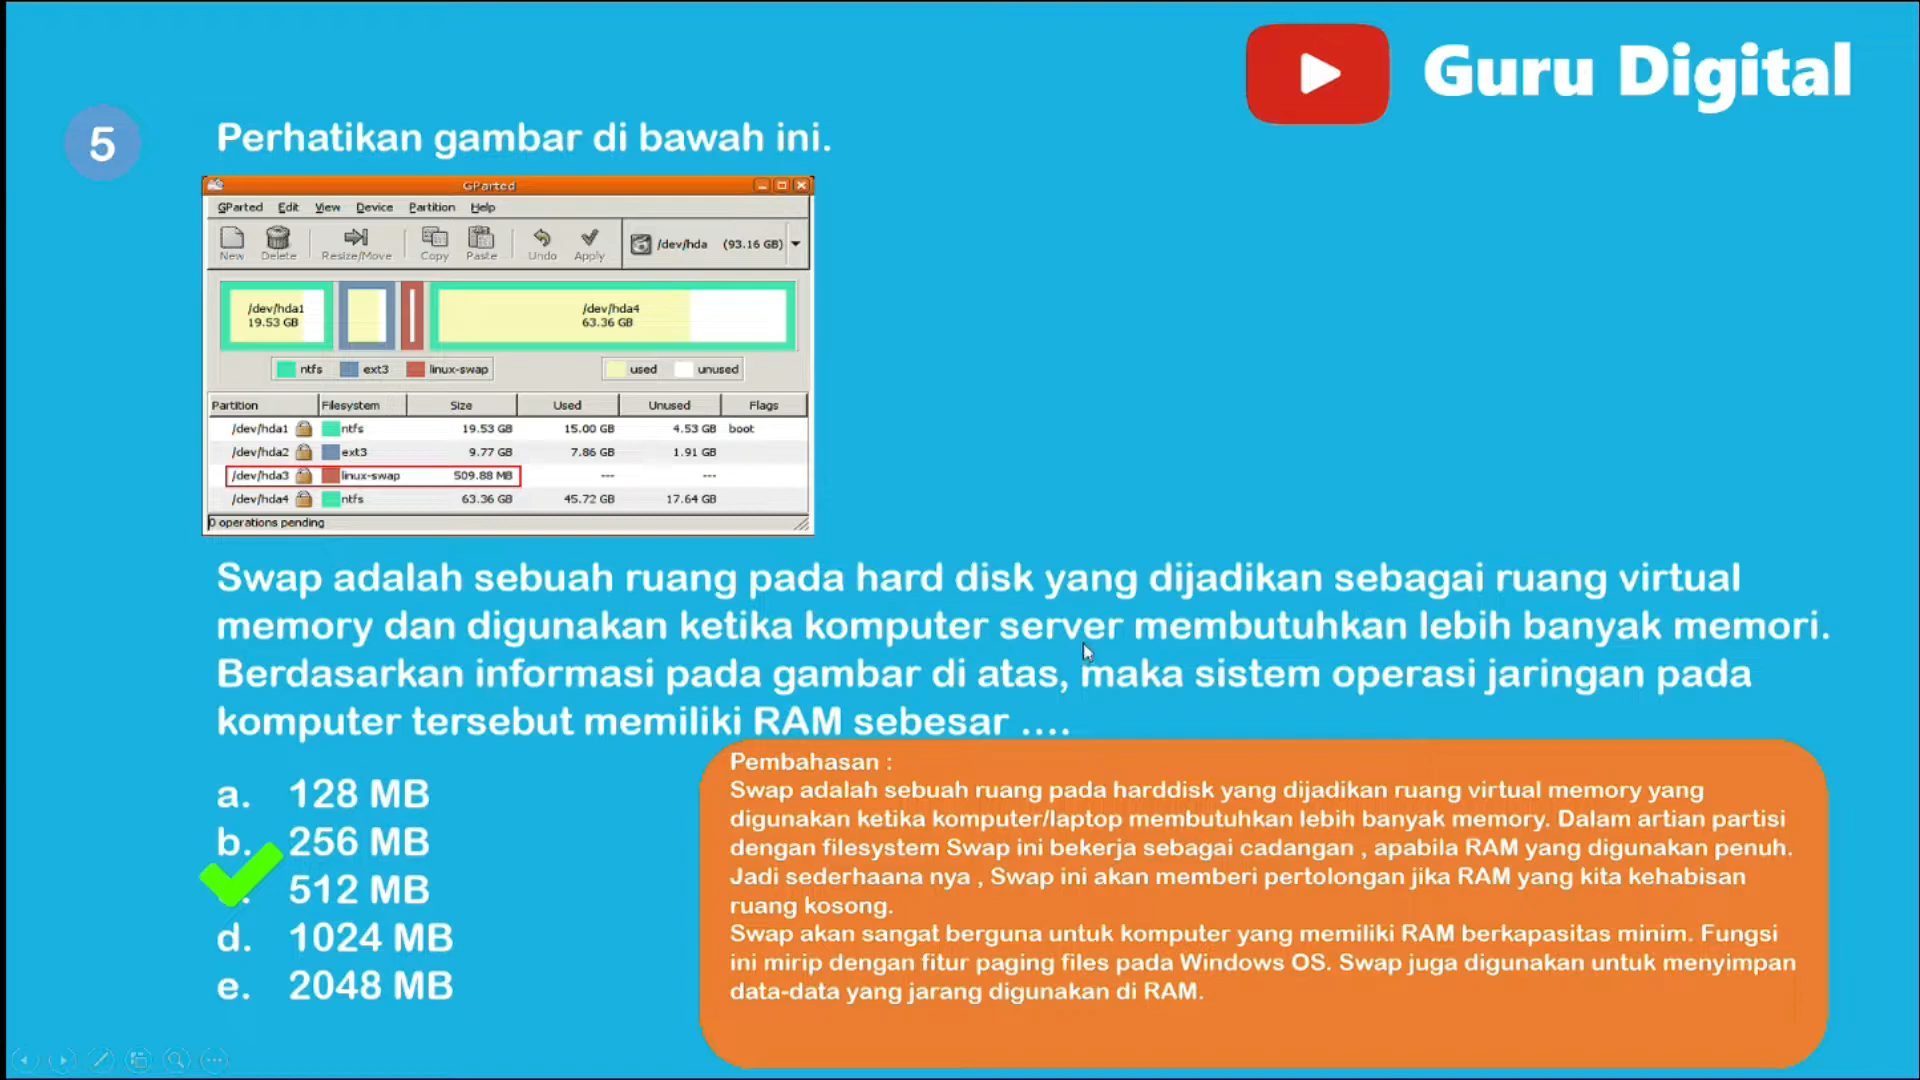 Guru Digital
5
Perhatikan gambar di bawah ini.
GParted
GParted Edit View Device Partition Help
New Delete Resize/Move Copy Paste Undo Apply /dev/hda (93.16 GB)
/dev/hda1
19.53 GB
/dev/hda4
63.36 GB
ntfs ext3 linux-swap used unused
Partition Filesystem Size Used Unused Flags
/dev/hda1 ntfs 19.53 GB 15.00 GB 4.53 GB boot
/dev/hda2 ext3 9.77 GB 7.86 GB 1.91 GB
/dev/hda3 linux-swap 509.88 MB --- ---
/dev/hda4 ntfs 63.36 GB 45.72 GB 17.64 GB
0 operations pending
Swap adalah sebuah ruang pada hard disk yang dijadikan sebagai ruang virtual
memory dan digunakan ketika komputer server membutuhkan lebih banyak memori.
Berdasarkan informasi pada gambar di atas, maka sistem operasi jaringan pada
komputer tersebut memiliki RAM sebesar ....
a. 128 MB
b. 256 MB
512 MB
d. 1024 MB
e. 2048 MB
Pembahasan :
Swap adalah sebuah ruang pada harddisk yang dijadikan ruang virtual memory yang
digunakan ketika komputer/laptop membutuhkan lebih banyak memory. Dalam artian partisi
dengan filesystem Swap ini bekerja sebagai cadangan , apabila RAM yang digunakan penuh.
Jadi sederhaana nya , Swap ini akan memberi pertolongan jika RAM yang kita kehabisan
ruang kosong.
Swap akan sangat berguna untuk komputer yang memiliki RAM berkapasitas minim. Fungsi
ini mirip dengan fitur paging files pada Windows OS. Swap juga digunakan untuk menyimpan
data-data yang jarang digunakan di RAM.